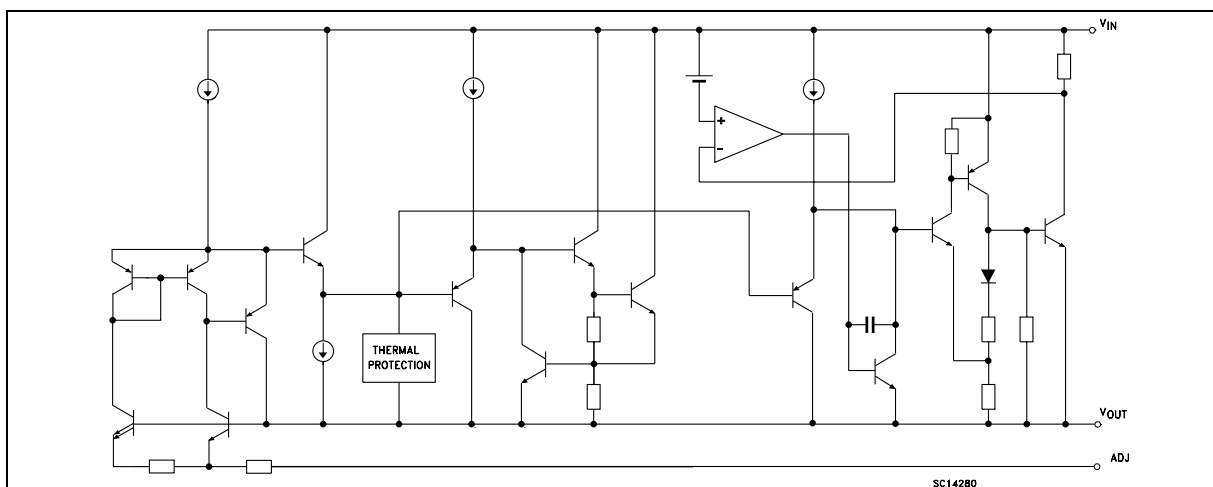 VIN
+
-
THERMAL
PROTECTION
VOUT
ADJ
SC14280